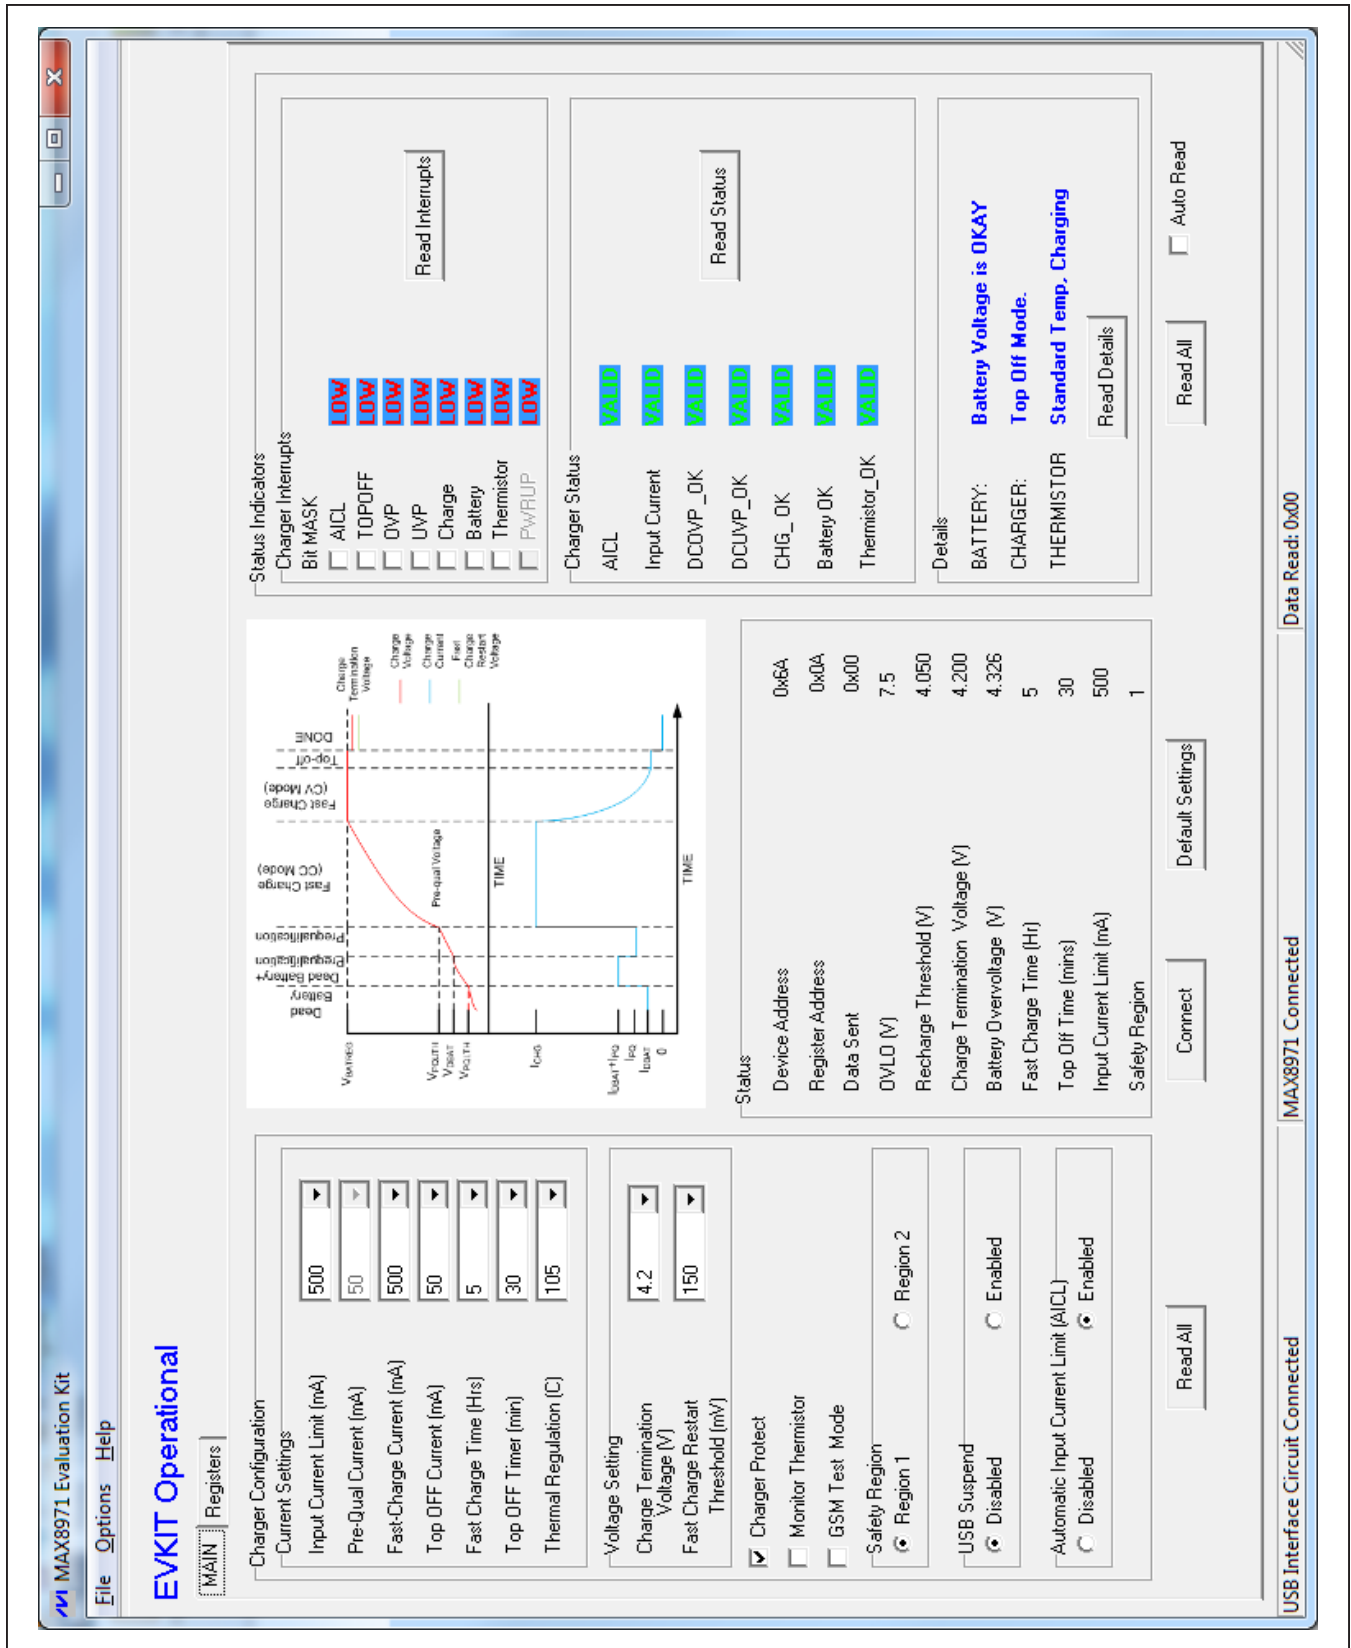 MAX8971 Evaluation Kit
File Options Help
EVKIT Operational
MAIN Registers
Charger Configuration
Current Settings
Input Current Limit (mA) 500
Pre-Qual Current (mA) 50
Fast-Charge Current (mA) 500
Top OFF Current (mA) 50
Fast Charge Time (Hrs) 5
Top OFF Timer (min) 30
Thermal Regulation (C) 105
Voltage Setting
Charge Termination
Voltage (V) 4.2
Fast Charge Restart
Threshold (mV) 150
Charger Protect
Monitor Thermistor
GSM Test Mode
Safety Region
Region 1 Region 2
USB Suspend
Disabled Enabled
Automatic Input Current Limit (AICL)
Disabled Enabled
Read All
Dead
Battery
Dead Battery+
Prequalification
Prequalification
Fast Charge
(CC Mode)
Fast Charge
(CV Mode)
Top-off
DONE
VBATREG
VPQUTH
VDBAT
VPQLTH
Pre-qual Voltage
TIME
Charge
Termination
Voltage
Charge
Voltage
Charge
Current
Fast
Charge
Restart
Voltage
ICHG
IDBAT+IPQ
IPQ
IDBAT
0
TIME
Status
Device Address 0x6A
Register Address 0x0A
Data Sent 0x00
OVLO (V) 7.5
Recharge Threshold (V) 4.050
Charge Termination Voltage (V) 4.200
Battery Overvoltage (V) 4.326
Fast Charge Time (Hr) 5
Top Off Time (mins) 30
Input Current Limit (mA) 500
Safety Region 1
Connect Default Settings
Status Indicators
Charger Interrupts
Bit MASK
AICL LOW
TOPOFF LOW
OVP LOW
UVP LOW
Charge LOW
Battery LOW
Thermistor LOW
PWRUP LOW
Read Interrupts
Charger Status
AICL VALID
Input Current VALID
DCOVP_OK VALID
DCUVP_OK VALID
CHG_ OK VALID
Battery OK VALID
Thermistor_OK VALID
Read Status
Details
BATTERY: Battery Voltage is OKAY
CHARGER: Top Off Mode.
THERMISTOR Standard Temp, Charging
Read Details
Read All Auto Read
USB Interface Circuit Connected MAX8971 Connected Data Read: 0x00